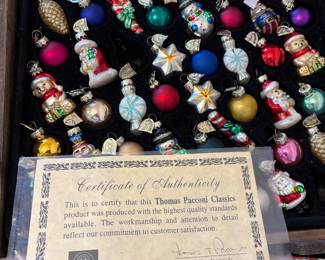 Certificate of Authenticity
This is to certify that this Thomas Pacconi Classics
product was produced with the highest quality standards
available. The workmanship and attention to detail
reflect our commitment to customer satisfaction.